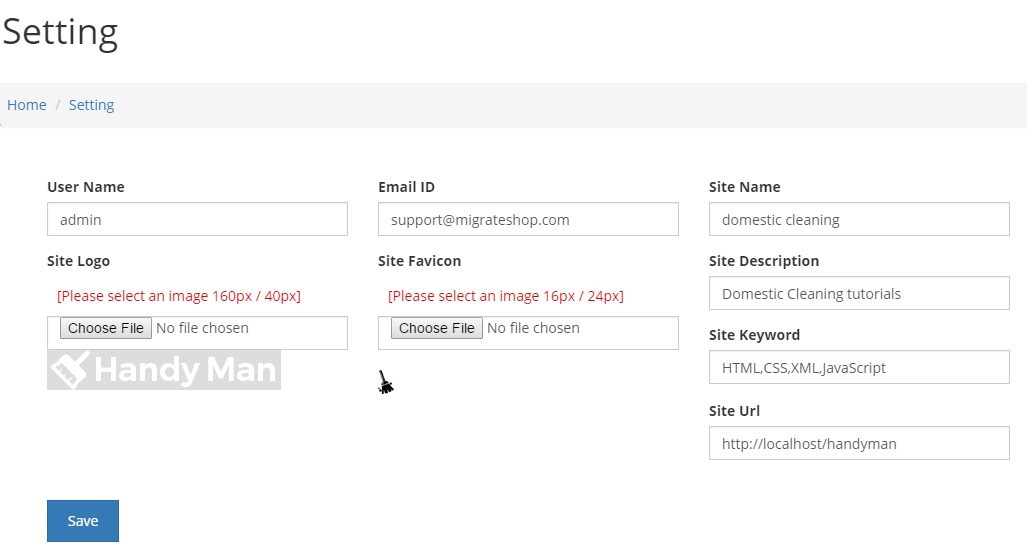 Setting
Home / Setting
User Name
admin
Email ID
support@migrateshop.com
Site Name
domestic cleaning
Site Logo
[Please select an image 160px / 40px]
Choose File No file chosen
Handy Man
Site Favicon
[Please select an image 16px / 24px]
Choose File No file chosen
Site Description
Domestic Cleaning tutorials
Site Keyword
HTML,CSS,XML,JavaScript
Site Url
http://localhost/handyman
Save